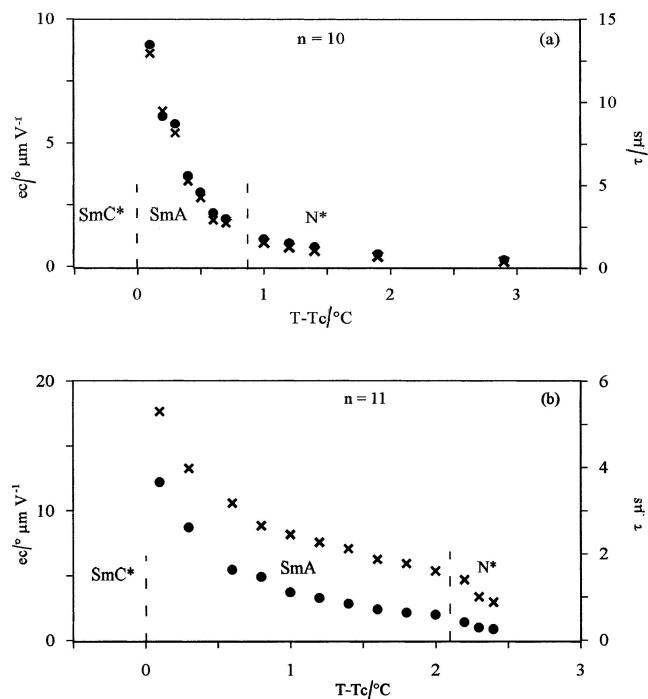 10
15
n = 10
(a)
ec/° µm V⁻¹
τ /µs
10
5
5
SmC*
SmA
N*
0
0
0
1
2
3
T-Tc/°C
20
6
n = 11
(b)
15
ec/° µm V⁻¹
τ /µs
4
10
2
SmC*
SmA
N*
5
0
0
0
1
2
3
T-Tc/°C